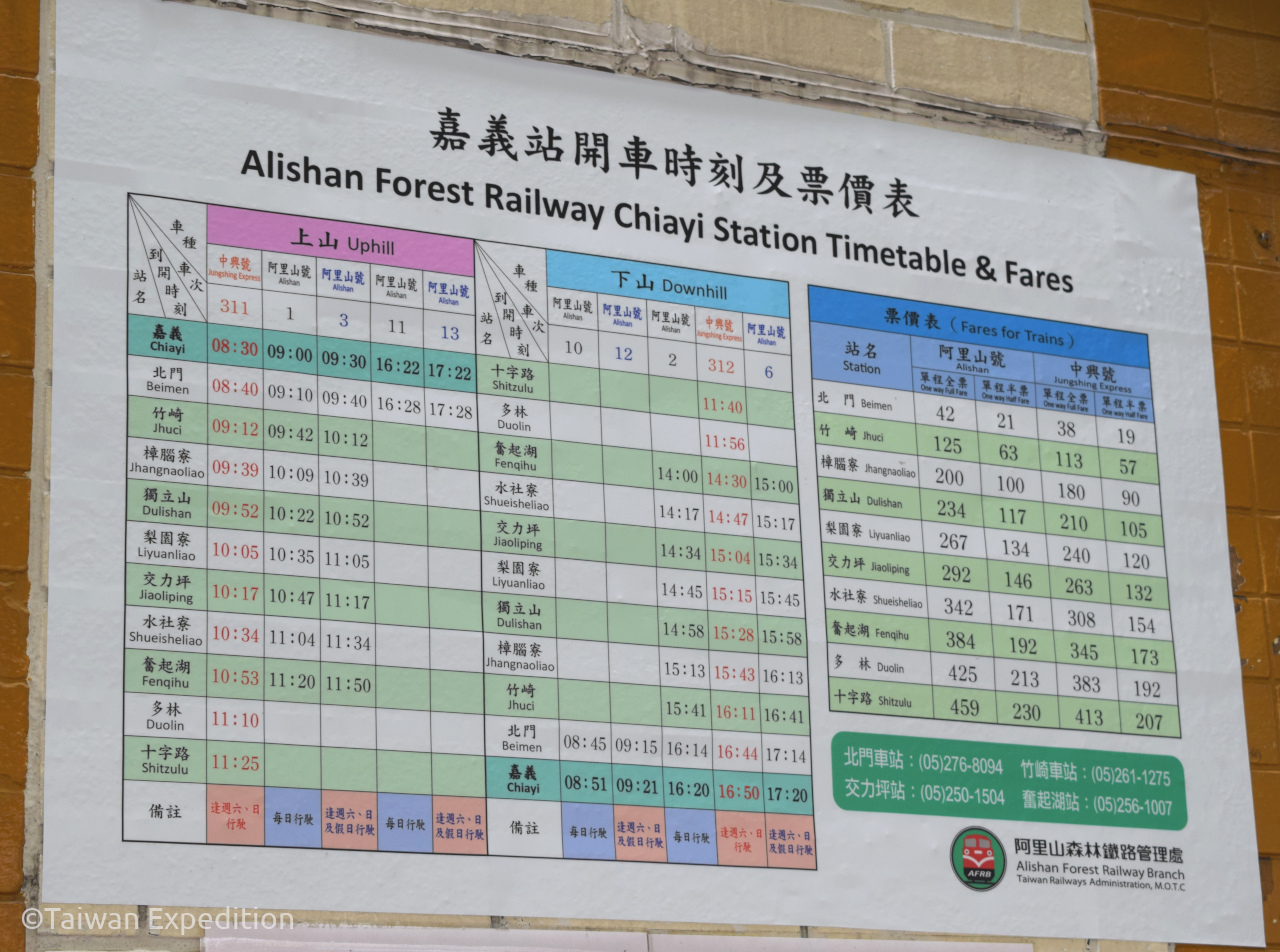 嘉義站開車時刻及票價表
Alishan Forest Railway Chiayi Station Timetable & Fares
車種 車次 到開時刻 站名
上山 Uphill
中興號 阿里山號 阿里山號 阿里山號 阿里山號
Jungshing Express Alishan Alishan Alishan Alishan
311 1 3 11 13
嘉義 Chiayi 08:30 09:00 09:30 16:22 17:22
北門 Beimen 08:40 09:10 09:40 16:28 17:28
竹崎 Jhuci 09:12 09:42 10:12
樟腦寮 Jhangnaoliao 09:39 10:09 10:39
獨立山 Dulishan 09:52 10:22 10:52
梨園寮 Liyuanliao 10:05 10:35 11:05
交力坪 Jiaoliping 10:17 10:47 11:17
水社寮 Shueisheliao 10:34 11:04 11:34
奮起湖 Fenqihu 10:53 11:20 11:50
多林 Duolin 11:10
十字路 Shitzulu 11:25
備註 逢週六、日行駛 每日行駛 逢週六、日及假日行駛 每日行駛 逢週六、日及假日行駛
車種 車次 到開時刻 站名
下山 Downhill
阿里山號 阿里山號 阿里山號 中興號 阿里山號
Alishan Alishan Alishan Jungshing Express Alishan
10 12 2 312 6
十字路 Shitzulu 11:40
多林 Duolin 11:56
奮起湖 Fenqihu 14:00 14:30 15:00
水社寮 Shueisheliao 14:17 14:47 15:17
交力坪 Jiaoliping 14:34 15:04 15:34
梨園寮 Liyuanliao 14:45 15:15 15:45
獨立山 Dulishan 14:58 15:28 15:58
樟腦寮 Jhangnaoliao 15:13 15:43 16:13
竹崎 Jhuci 15:41 16:11 16:41
北門 Beimen 08:45 09:15 16:14 16:44 17:14
嘉義 Chiayi 08:51 09:21 16:20 16:50 17:20
備註 每日行駛 逢週六、日及假日行駛 每日行駛 逢週六、日行駛 逢週六、日及假日行駛
票價表 ( Fares for Trains )
站名 Station 阿里山號 Alishan 中興號 Jungshing Express
單程全票 單程半票 單程全票 單程半票
One way Full Fare One way Half Fare One way Full Fare One way Half Fare
北門 Beimen 42 21 38 19
竹崎 Jhuci 125 63 113 57
樟腦寮 Jhangnaoliao 200 100 180 90
獨立山 Dulishan 234 117 210 105
梨園寮 Liyuanliao 267 134 240 120
交力坪 Jiaoliping 292 146 263 132
水社寮 Shueisheliao 342 171 308 154
奮起湖 Fenqihu 384 192 345 173
多林 Duolin 425 213 383 192
十字路 Shitzulu 459 230 413 207
北門車站：(05)276-8094 竹崎車站：(05)261-1275
交力坪站：(05)250-1504 奮起湖站：(05)256-1007
AFRB
阿里山森林鐵路管理處
Alishan Forest Railway Branch
Taiwan Railways Administration, M.O.T.C
©Taiwan Expedition